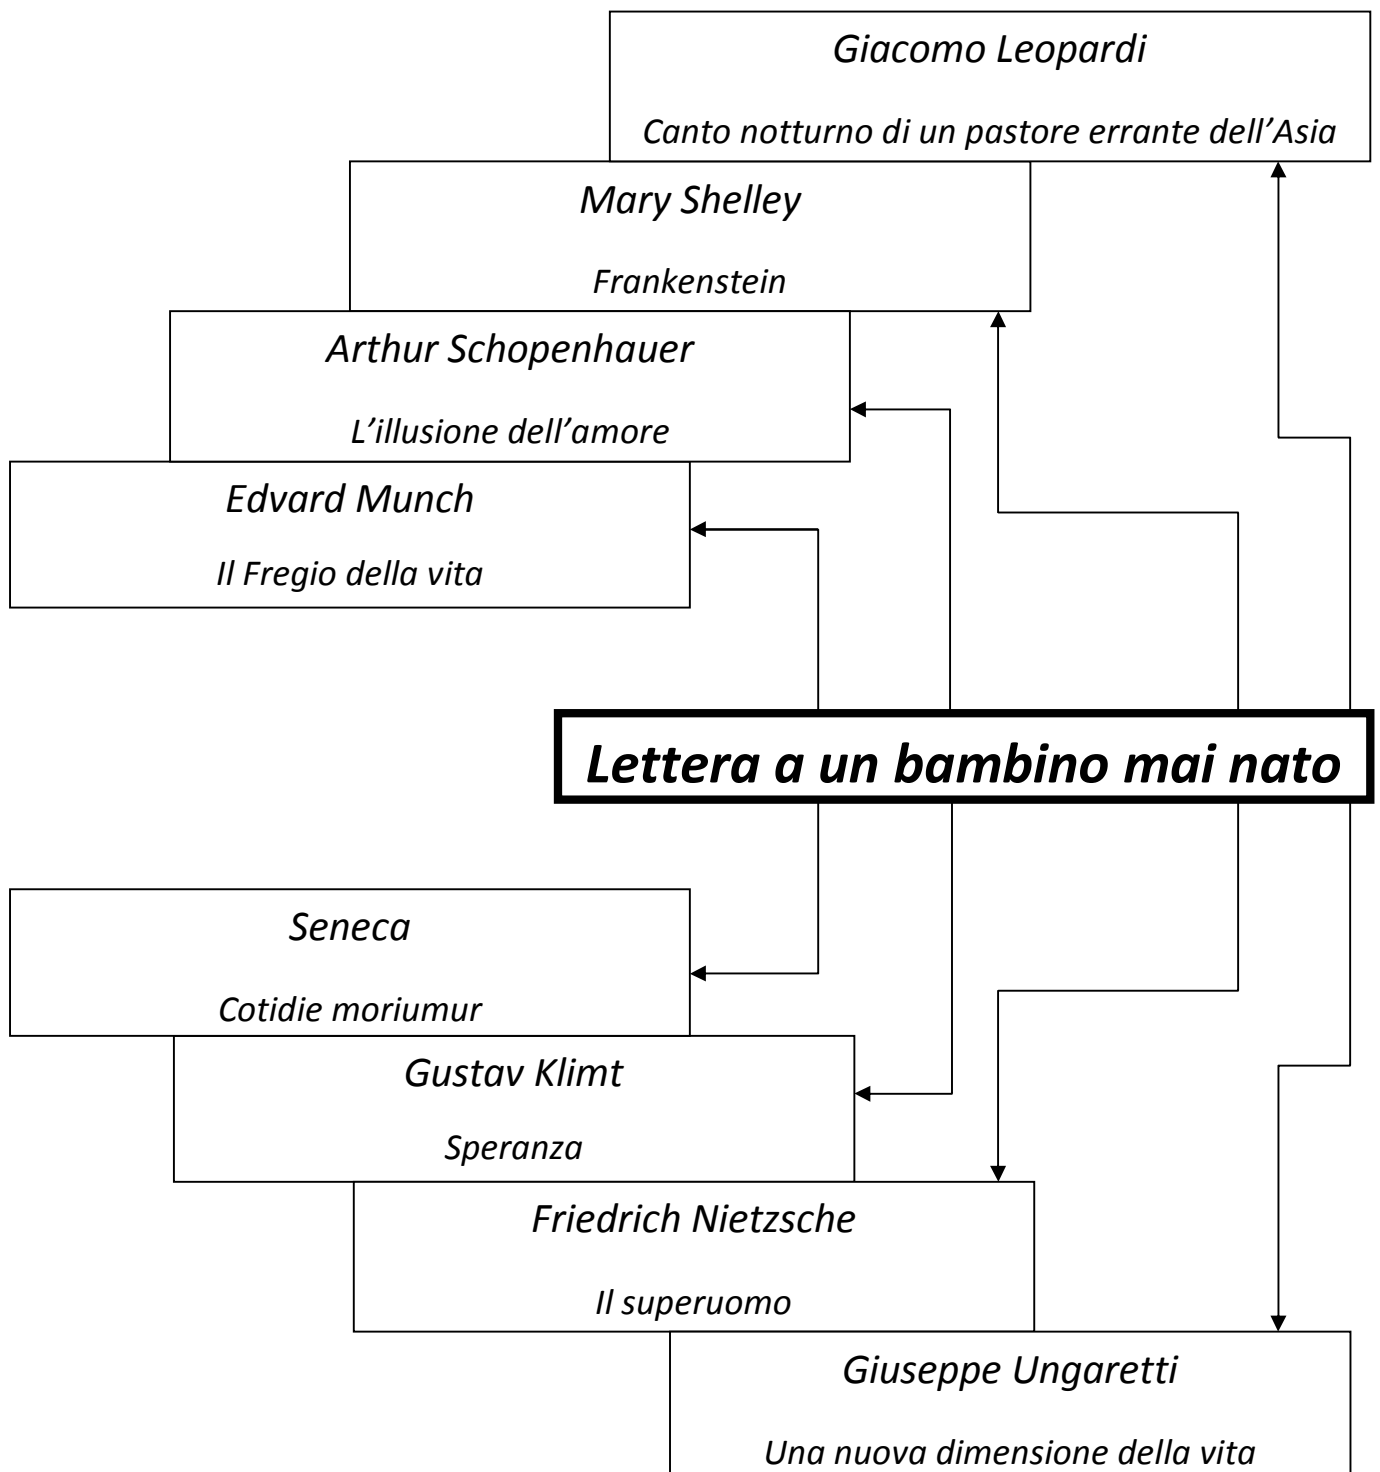 Giacomo Leopardi
Canto notturno di un pastore errante dell’Asia
Mary Shelley
Frankenstein
Arthur Schopenhauer
L’illusione dell’amore
Edvard Munch
Il Fregio della vita
Lettera a un bambino mai nato
Seneca
Cotidie moriumur
Gustav Klimt
Speranza
Friedrich Nietzsche
Il superuomo
Giuseppe Ungaretti
Una nuova dimensione della vita